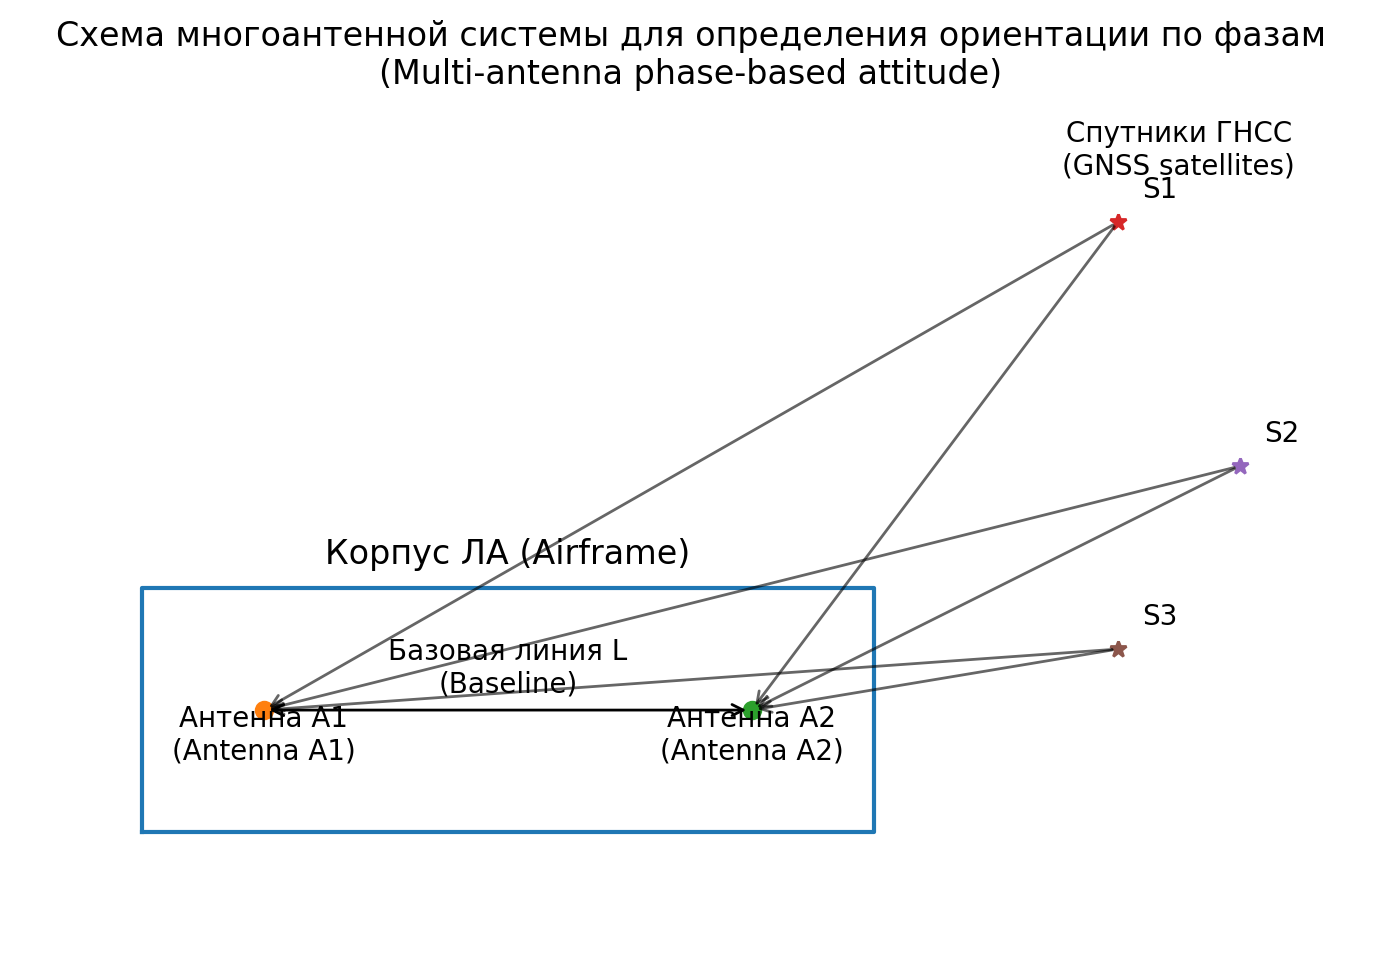 Схема многоантенной системы для определения ориентации по фазам
(Multi-antenna phase-based attitude)
Спутники ГНСС
(GNSS satellites)
S1
S2
Корпус ЛА (Airframe)
S3
Базовая линия L
(Baseline)
Антенна A1
(Antenna A1)
Антенна A2
(Antenna A2)